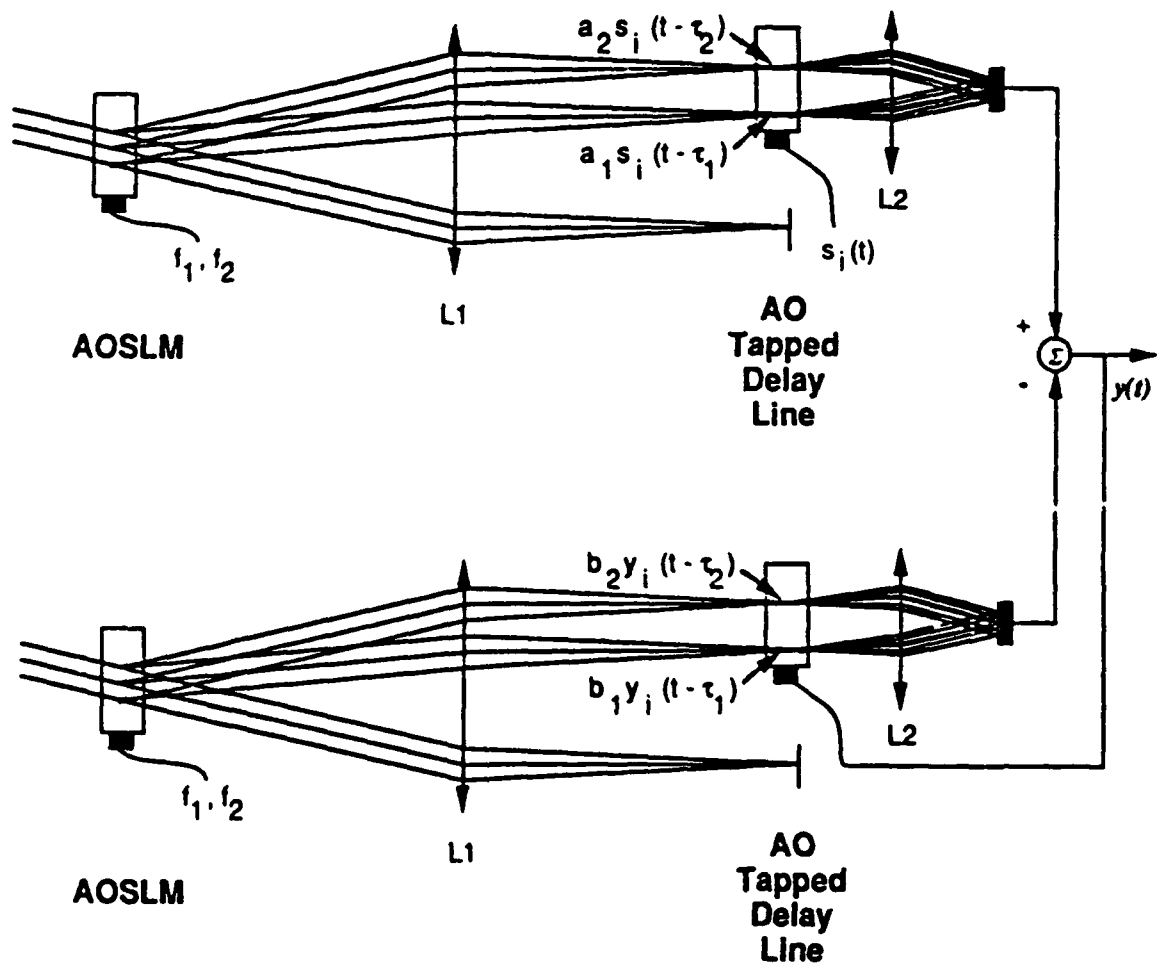 a₂sᵢ (t - τ₂)
a₁sᵢ (t - τ₁)
L2
f₁, f₂
sᵢ(t)
L1
AOSLM
AO
Tapped
Delay
Line
+
Σ
-
y(t)
b₂yᵢ (t - τ₂)
b₁yᵢ (t - τ₁)
L2
f₁, f₂
L1
AOSLM
AO
Tapped
Delay
Line